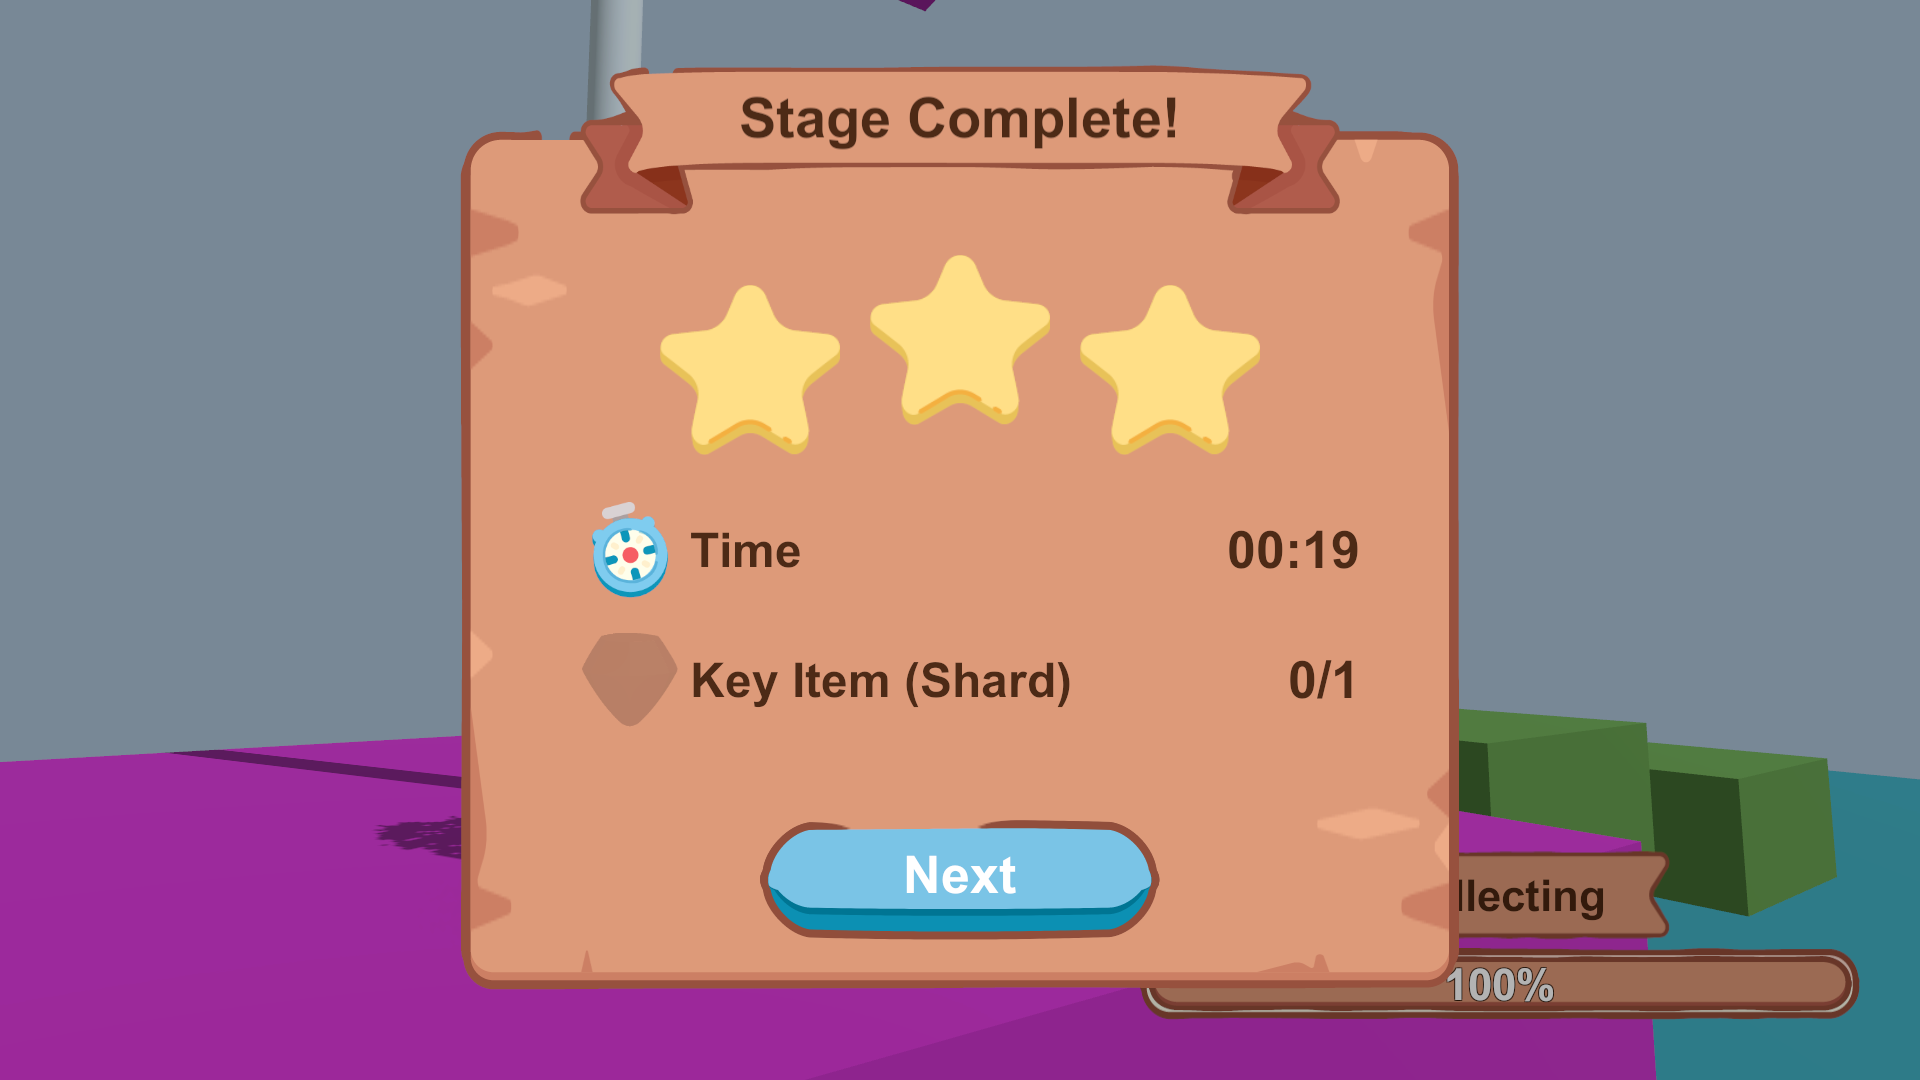 Stage Complete!
Time 00:19
Key Item (Shard) 0/1
Next
llecting
100%